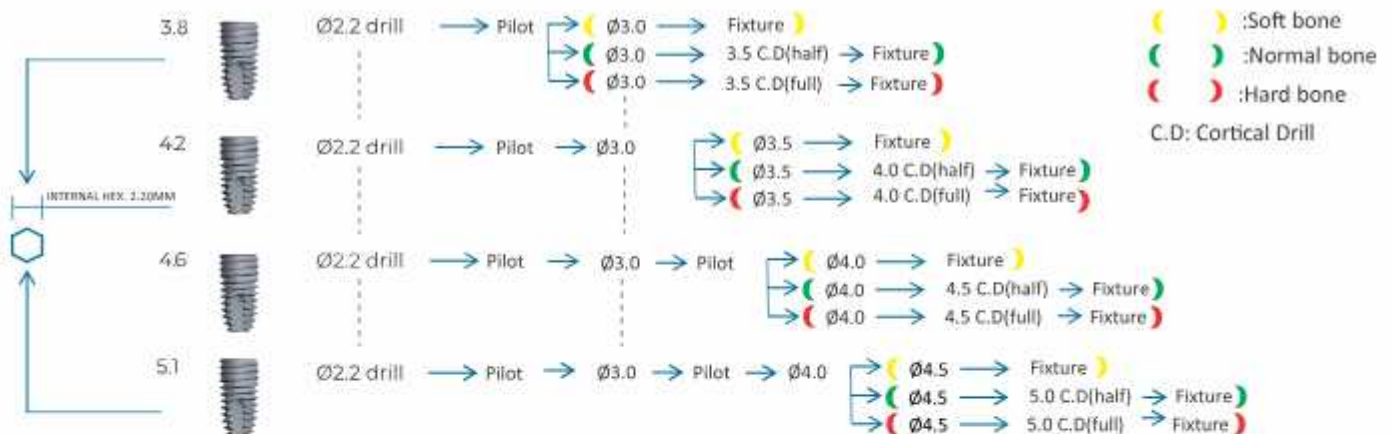 3.8 Ø2.2 drill Pilot Ø3.0 Fixture :Soft bone
Ø3.0 3.5 C.D(half) Fixture :Normal bone
Ø3.0 3.5 C.D(full) Fixture :Hard bone
C.D: Cortical Drill
4.2 Ø2.2 drill Pilot Ø3.0 Ø3.5 Fixture
Ø3.5 4.0 C.D(half) Fixture
Ø3.5 4.0 C.D(full) Fixture
INTERNAL HEX. 2.20MM
4.6 Ø2.2 drill Pilot Ø3.0 Pilot Ø4.0 Fixture
Ø4.0 4.5 C.D(half) Fixture
Ø4.0 4.5 C.D(full) Fixture
5.1 Ø2.2 drill Pilot Ø3.0 Pilot Ø4.0 Ø4.5 Fixture
Ø4.5 5.0 C.D(half) Fixture
Ø4.5 5.0 C.D(full) Fixture